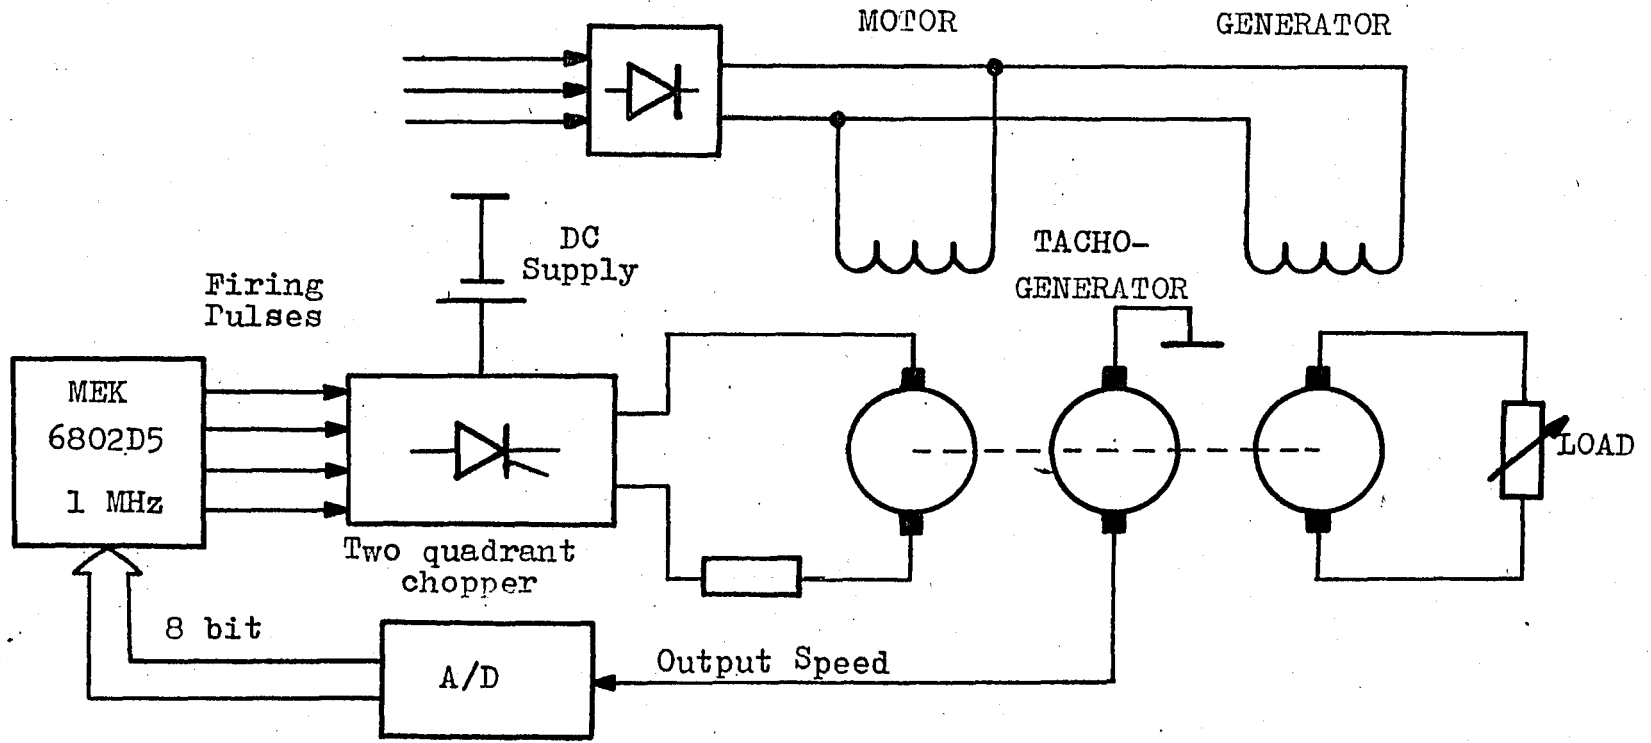 MOTOR
GENERATOR
DC
Supply
TACHO-
GENERATOR
Firing
Pulses
MEK
6802D5
1 MHz
LOAD
Two quadrant
chopper
8 bit
A/D
Output Speed